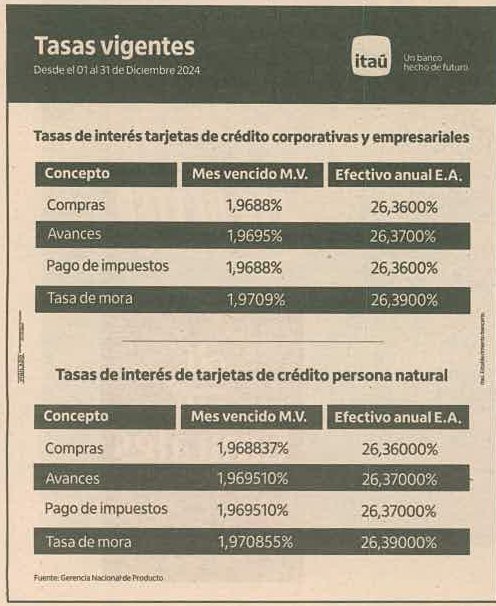 Tasas vigentes
Desde el 01 al 31 de Diciembre 2024
itaú
Un banco
hecho de futuro
Tasas de interés tarjetas de crédito corporativas y empresariales
Concepto Mes vencido M.V. Efectivo anual E.A.
Compras 1,9688% 26,3600%
Avances 1,9695% 26,3700%
Pago de impuestos 1,9688% 26,3600%
Tasa de mora 1,9709% 26,3900%
Tasas de interés de tarjetas de crédito persona natural
Concepto Mes vencido M.V. Efectivo anual E.A.
Compras 1,968837% 26,36000%
Avances 1,969510% 26,37000%
Pago de impuestos 1,969510% 26,37000%
Tasa de mora 1,970855% 26,39000%
Fuente: Gerencia Nacional de Producto